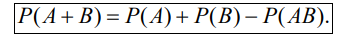 P(A + B) = P(A) + P(B) − P(AB).